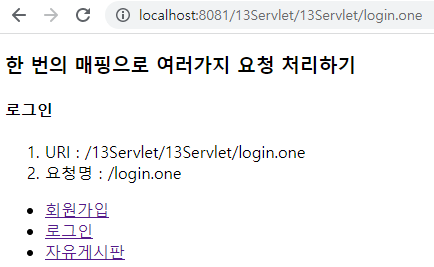 localhost:8081/13Servlet/13Servlet/login.one
한 번의 매핑으로 여러가지 요청 처리하기
로그인
1. URI : /13Servlet/13Servlet/login.one
2. 요청명 : /login.one
회원가입
로그인
자유게시판